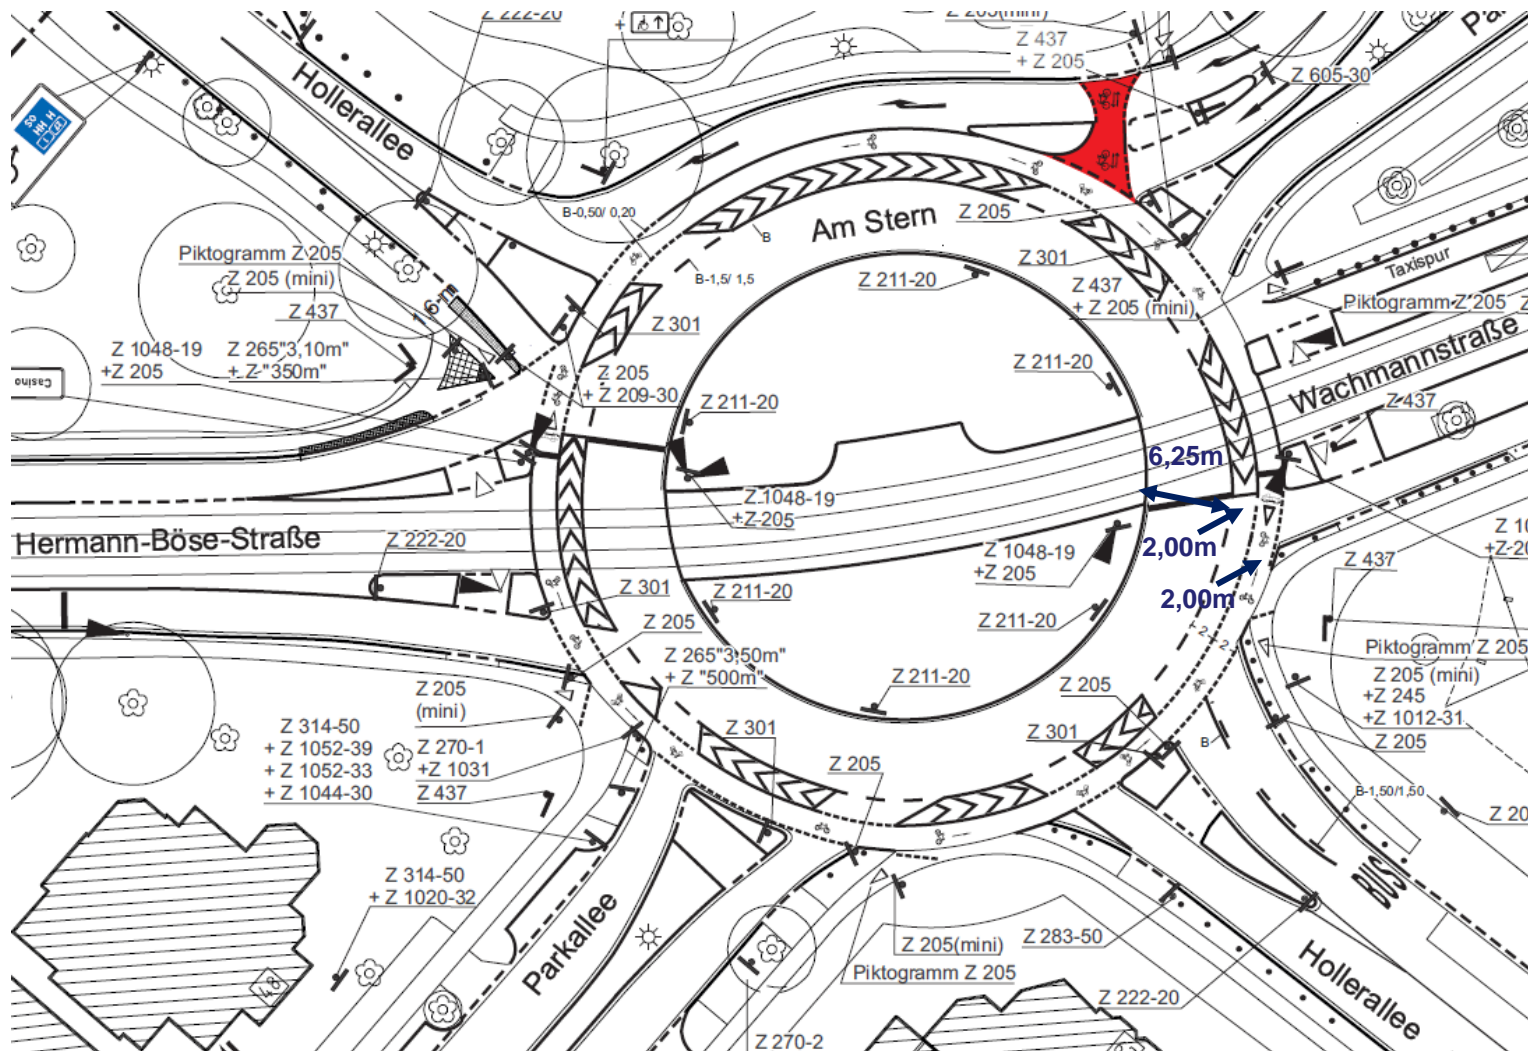 Z 222-20
+
Z 205(mini)
Z 437
+ Z 205
Z 605-30
Hollerallee
SO
HH H
B-0,50/ 0,20
B
Am Stern
B-1,5/ 1,5
Z 205
Z 301
Z 211-20
Z 437
+ Z 205 (mini)
Taxispur
Piktogramm Z 205
Wachmannstraße
Piktogramm Z 205
Z 205 (mini)
Z 437
1,6 m
Z 1048-19
+Z 205
Z 265"3,10m"
+ Z "350m"
Casino
Z 301
Z 205
+ Z 209-30
Z 211-20
Z 211-20
Z 437
6,25m
Z 1048-19
+Z 205
Hermann-Böse-Straße
Z 222-20
2,00m
Z 1048-19
+Z 205
2,00m
Z 437
Z 301
Z 211-20
Z 211-20
Z 205
Z 265"3,50m"
+ Z "500m"
Z 211-20
Z 205
Z 205
(mini)
Z 301
Piktogramm Z 205
Z 205 (mini)
+Z 245
+Z 1012-31
Z 205
Z 314-50
+ Z 1052-39
+ Z 1052-33
+ Z 1044-30
Z 270-1
+Z 1031
Z 437
Z 301
Z 205
B
B-1,50/1,50
BUS
Z 314-50
+ Z 1020-32
48
Parkallee
Z 205(mini)
Z 283-50
Piktogramm Z 205
Z 222-20
Hollerallee
Z 270-2